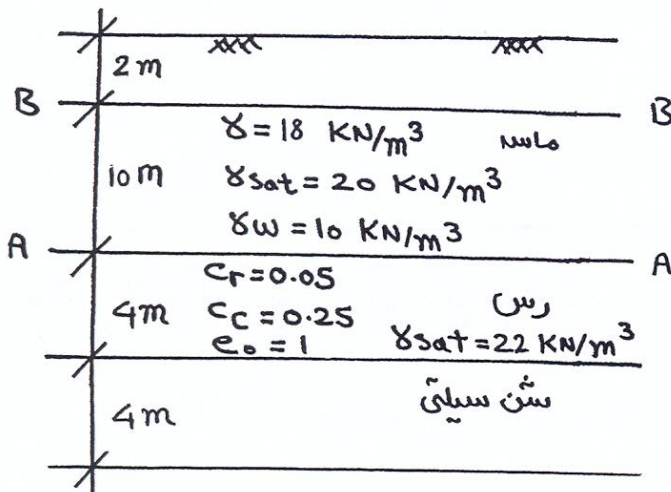 2m
B B
γ=18 KN/m³ ماسه
10m γsat=20 KN/m³
γw=10 KN/m³
A A
Cr=0.05
4m Cc=0.25 رس
e₀=1 γsat=22 KN/m³
4m شن سیلتی